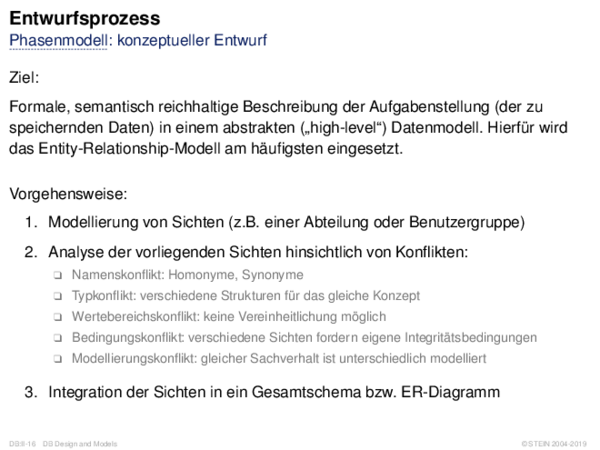 Entwurfsprozess
Phasenmodell: konzeptueller Entwurf
Ziel:
Formale, semantisch reichhaltige Beschreibung der Aufgabenstellung (der zu
speichernden Daten) in einem abstrakten („high-level“) Datenmodell. Hierfür wird
das Entity-Relationship-Modell am häufigsten eingesetzt.
Vorgehensweise:
1. Modellierung von Sichten (z.B. einer Abteilung oder Benutzergruppe)
2. Analyse der vorliegenden Sichten hinsichtlich von Konflikten:
❑ Namenskonflikt: Homonyme, Synonyme
❑ Typkonflikt: verschiedene Strukturen für das gleiche Konzept
❑ Wertebereichskonflikt: keine Vereinheitlichung möglich
❑ Bedingungskonflikt: verschiedene Sichten fordern eigene Integritätsbedingungen
❑ Modellierungskonflikt: gleicher Sachverhalt ist unterschiedlich modelliert
3. Integration der Sichten in ein Gesamtschema bzw. ER-Diagramm
DB:II-16 DB Design and Models © STEIN 2004-2019